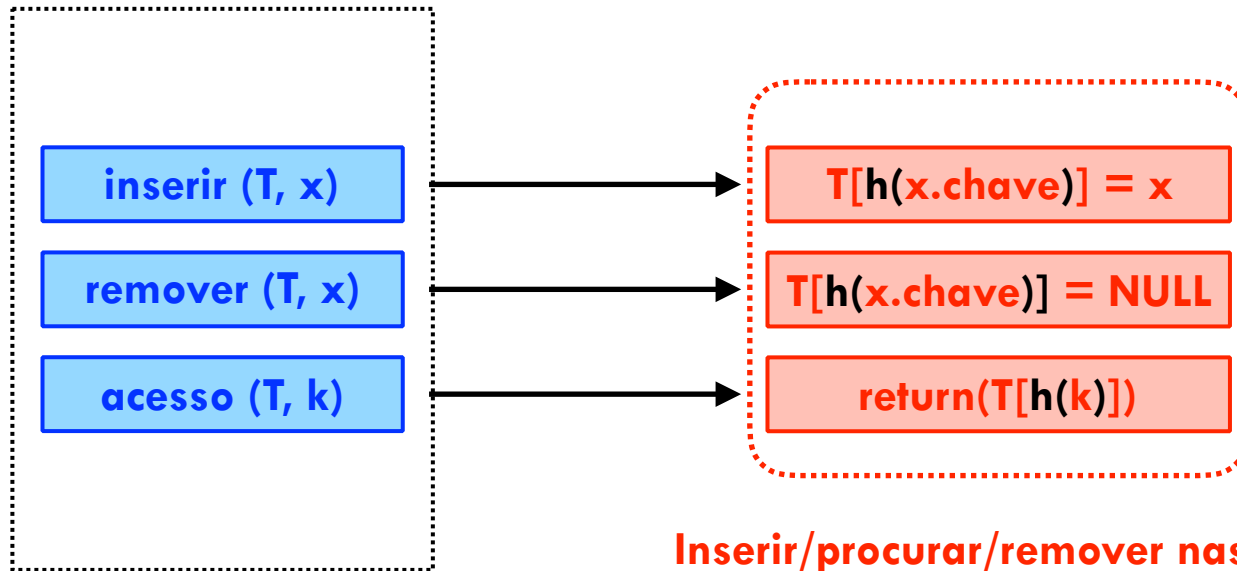 inserir (T, x)
T[h(x.chave)] = x
remover (T, x)
T[h(x.chave)] = NULL
acesso (T, k)
return(T[h(k)])
Inserir/procurar/remover nas